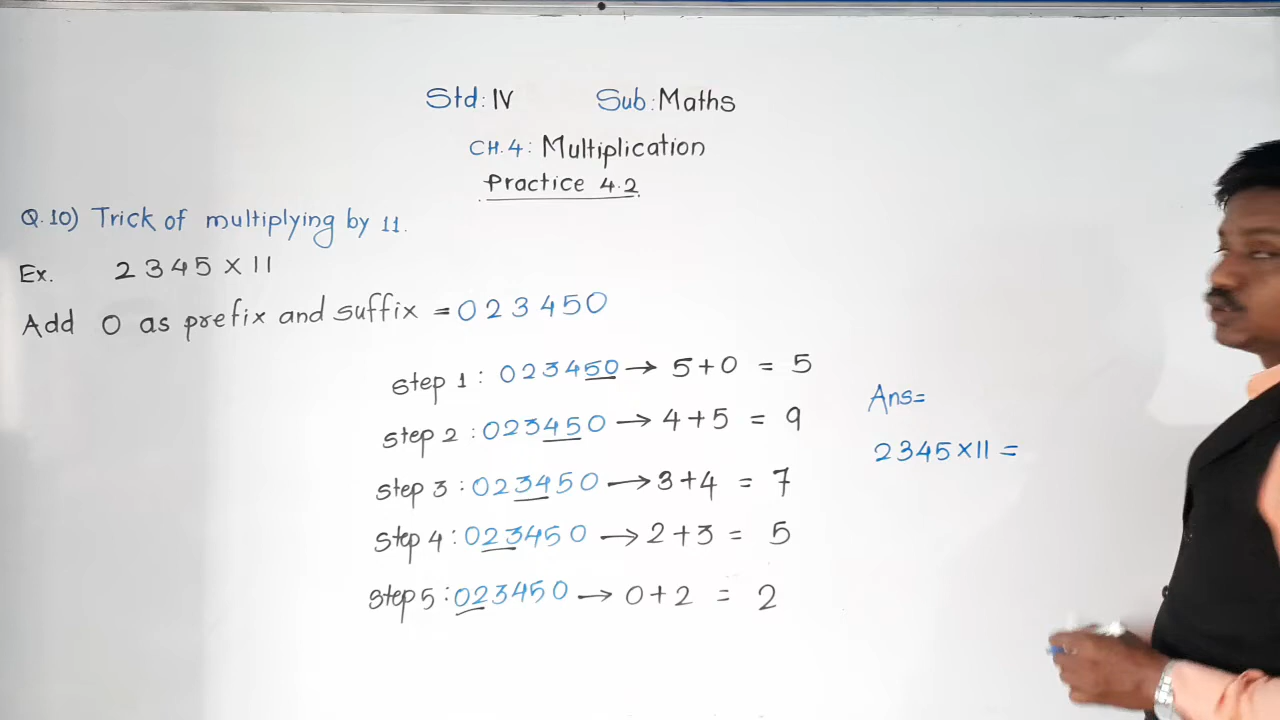 Std: IV Sub: Maths
CH.4: Multiplication
Practice 4.2
Q.10) Trick of multiplying by 11.
Ex. 2345 × 11
Add 0 as prefix and suffix = 023450
step 1: 023450 → 5+0 = 5
step 2: 023450 → 4+5 = 9
step 3: 023450 → 3+4 = 7
step 4: 023450 → 2+3 = 5
step 5: 023450 → 0+2 = 2
Ans=
2345×11 =